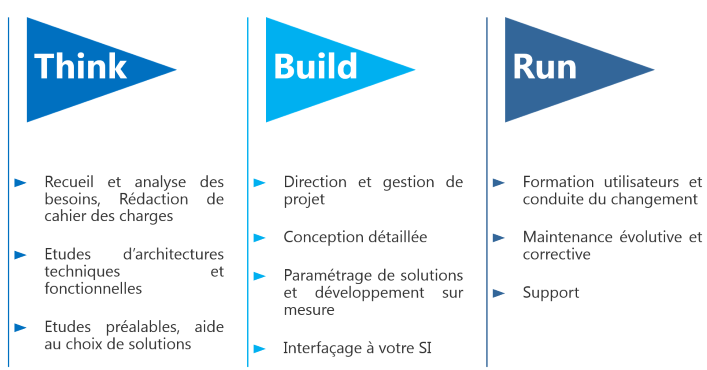 Think
Recueil et analyse des
besoins, Rédaction de
cahier des charges
Etudes d'architectures
techniques et
fonctionnelles
Etudes préalables, aide
au choix de solutions
Build
Direction et gestion de
projet
Conception détaillée
Paramétrage de solutions
et développement sur
mesure
Interfaçage à votre SI
Run
Formation utilisateurs et
conduite du changement
Maintenance évolutive et
corrective
Support